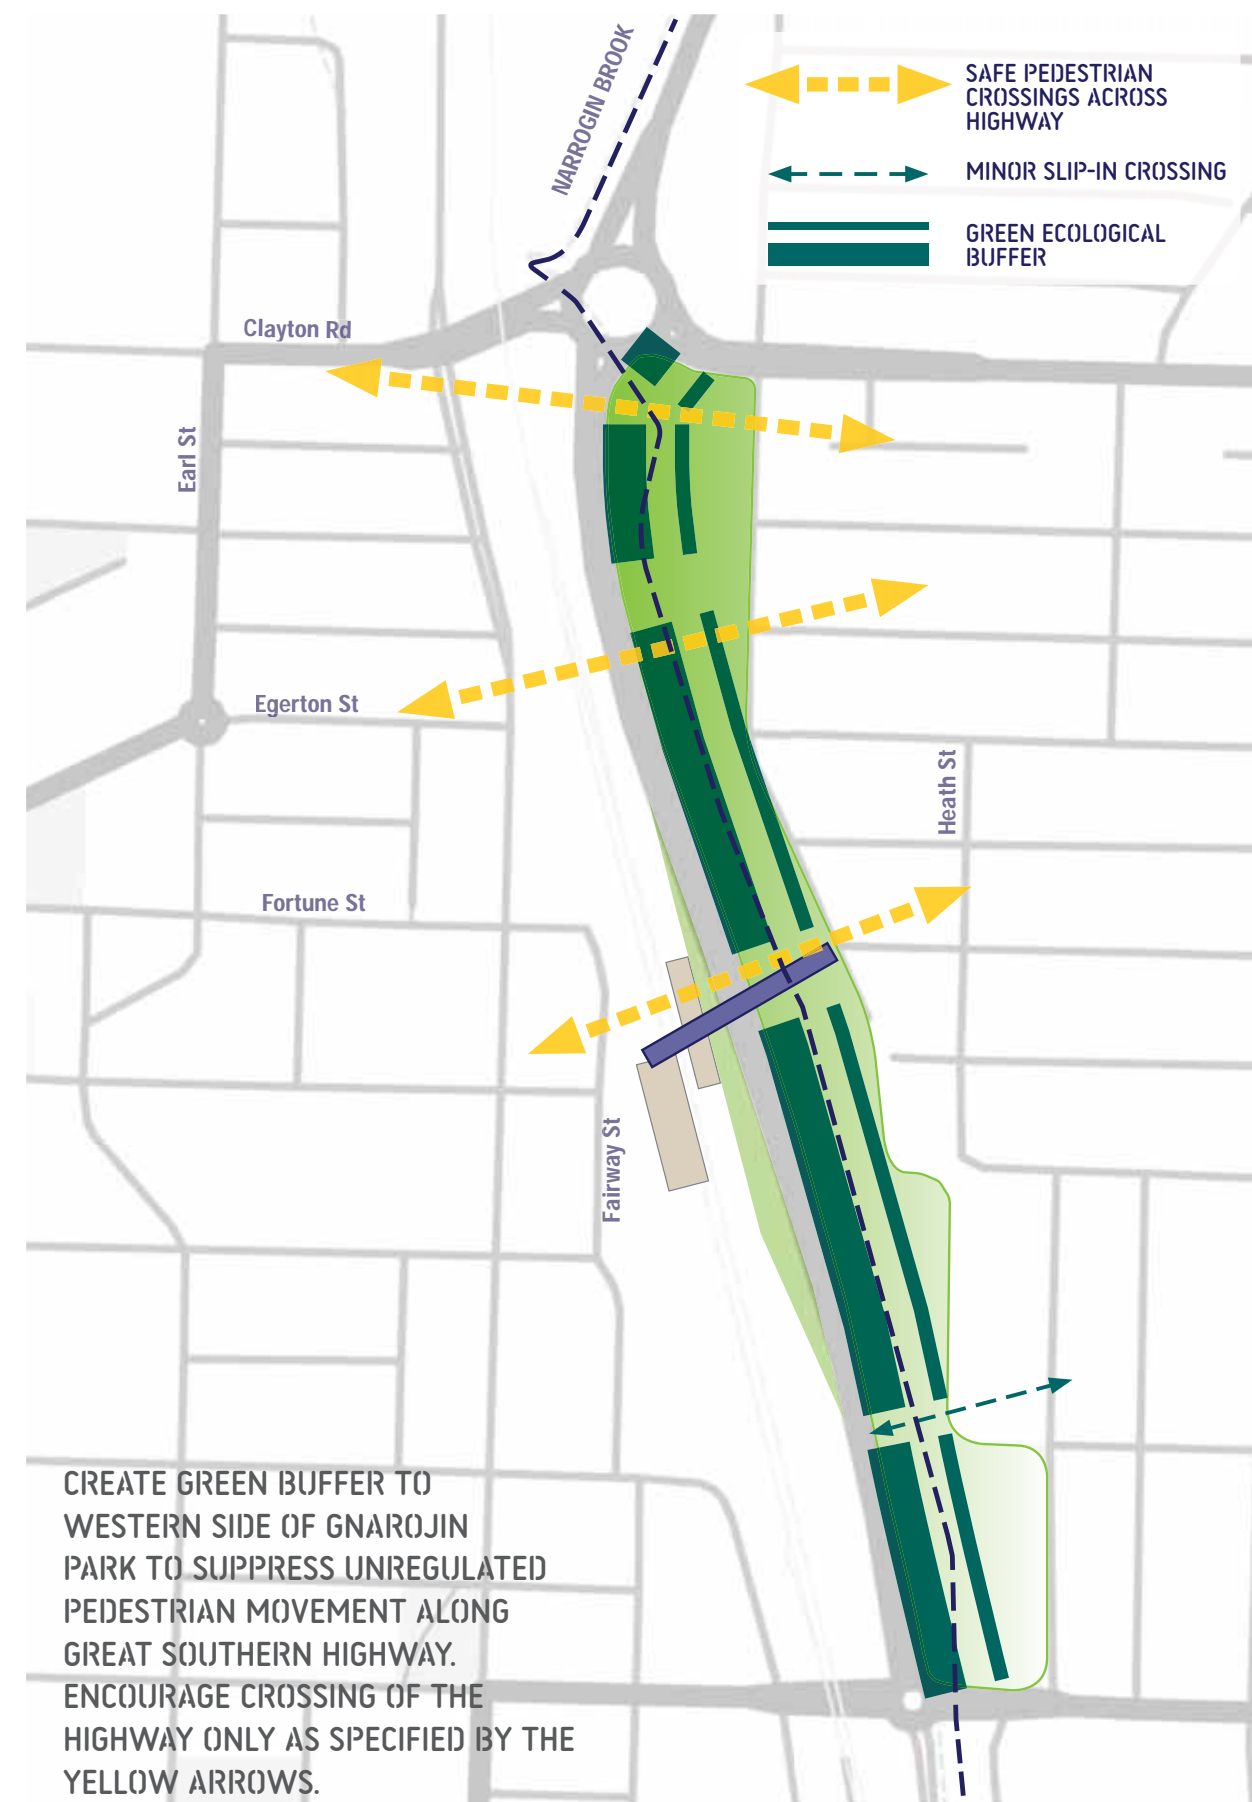 NARROGIN BROOK
SAFE PEDESTRIAN
CROSSINGS ACROSS
HIGHWAY
MINOR SLIP-IN CROSSING
GREEN ECOLOGICAL
BUFFER
Clayton Rd
Earl St
Egerton St
Heath St
Fortune St
Fairway St
CREATE GREEN BUFFER TO
WESTERN SIDE OF GNAROJIN
PARK TO SUPPRESS UNREGULATED
PEDESTRIAN MOVEMENT ALONG
GREAT SOUTHERN HIGHWAY.
ENCOURAGE CROSSING OF THE
HIGHWAY ONLY AS SPECIFIED BY THE
YELLOW ARROWS.